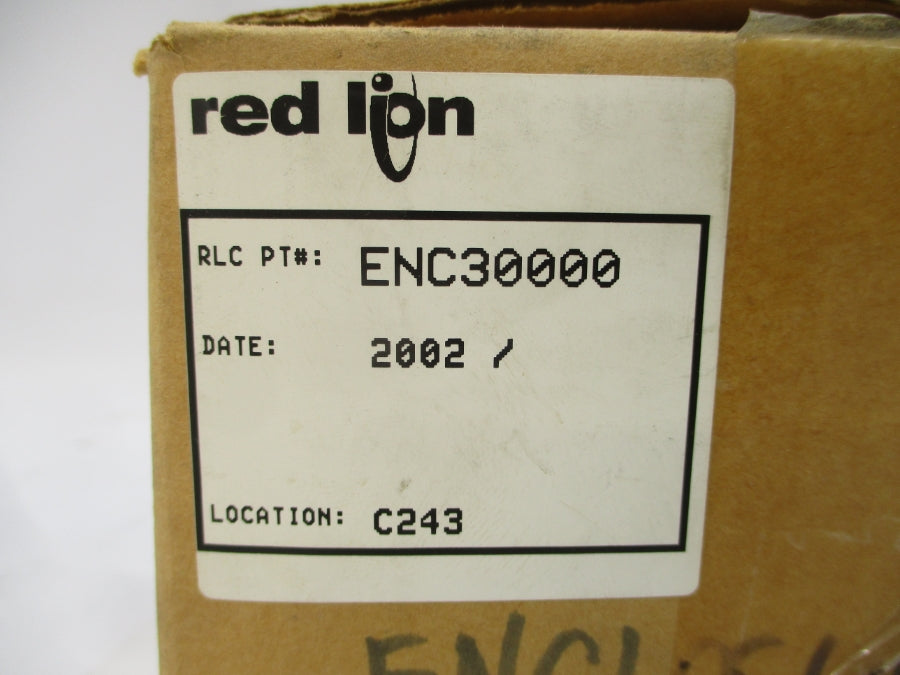 red lion
RLC PT#: ENC30000
DATE: 2002 /
LOCATION: C243